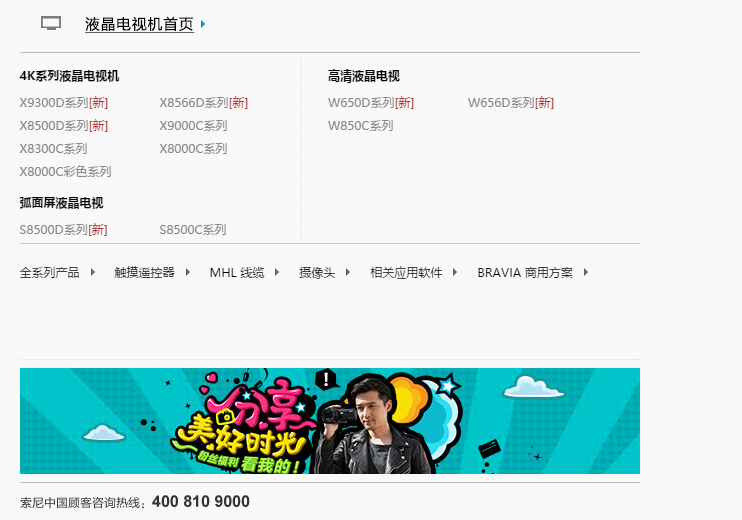 液晶电视机首页
4K系列液晶电视机
X9300D系列[新] X8566D系列[新]
X8500D系列[新] X9000C系列
X8300C系列 X8000C系列
X8000C彩色系列
弧面屏液晶电视
S8500D系列[新] S8500C系列
高清液晶电视
W650D系列[新] W656D系列[新]
W850C系列
全系列产品 触摸遥控器 MHL 线缆 摄像头 相关应用软件 BRAVIA 商用方案
分享
美好时光
粉丝福利 看我的!
!
索尼中国顾客咨询热线: 400 810 9000